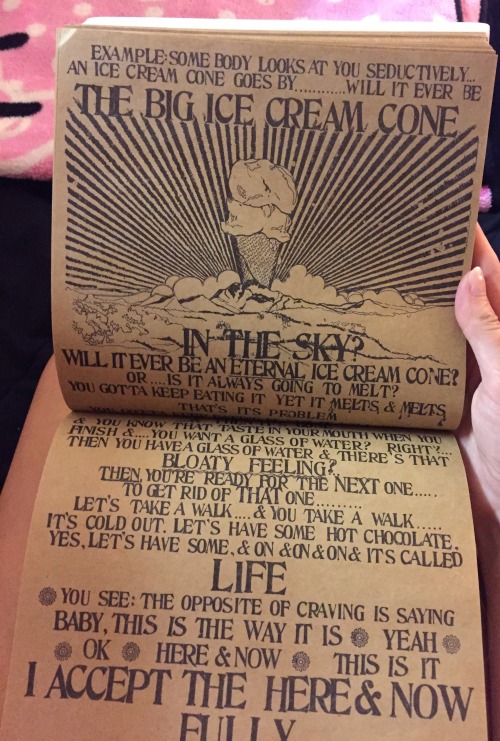 EXAMPLE: SOME BODY LOOKS AT YOU SEDUCTIVELY...
AN ICE CREAM CONE GOES BY............WILL IT EVER BE
THE BIG ICE CREAM CONE
IN THE SKY?
WILL IT EVER BE AN ETERNAL ICE CREAM CONE?
OR .... IS IT ALWAYS GOING TO MELT?
YOU GOTTA KEEP EATING IT YET IT MELTS & MELTS
THAT'S ITS PROBLEM
& YOU KNOW THAT TASTE IN YOUR MOUTH WHEN YOU
FINISH &....YOU WANT A GLASS OF WATER? RIGHT?...
THEN YOU HAVE A GLASS OF WATER & THERE'S THAT
BLOATY FEELING?
THEN, YOU'RE READY FOR THE NEXT ONE.....
TO GET RID OF THAT ONE.........
LET'S TAKE A WALK....& YOU TAKE A WALK.....
IT'S COLD OUT. LET'S HAVE SOME HOT CHOCOLATE.
YES, LET'S HAVE SOME, & ON & ON & ON & ITS CALLED
LIFE
YOU SEE: THE OPPOSITE OF CRAVING IS SAYING
BABY, THIS IS THE WAY IT IS YEAH
OK HERE & NOW THIS IS IT
I ACCEPT THE HERE & NOW
FULLY